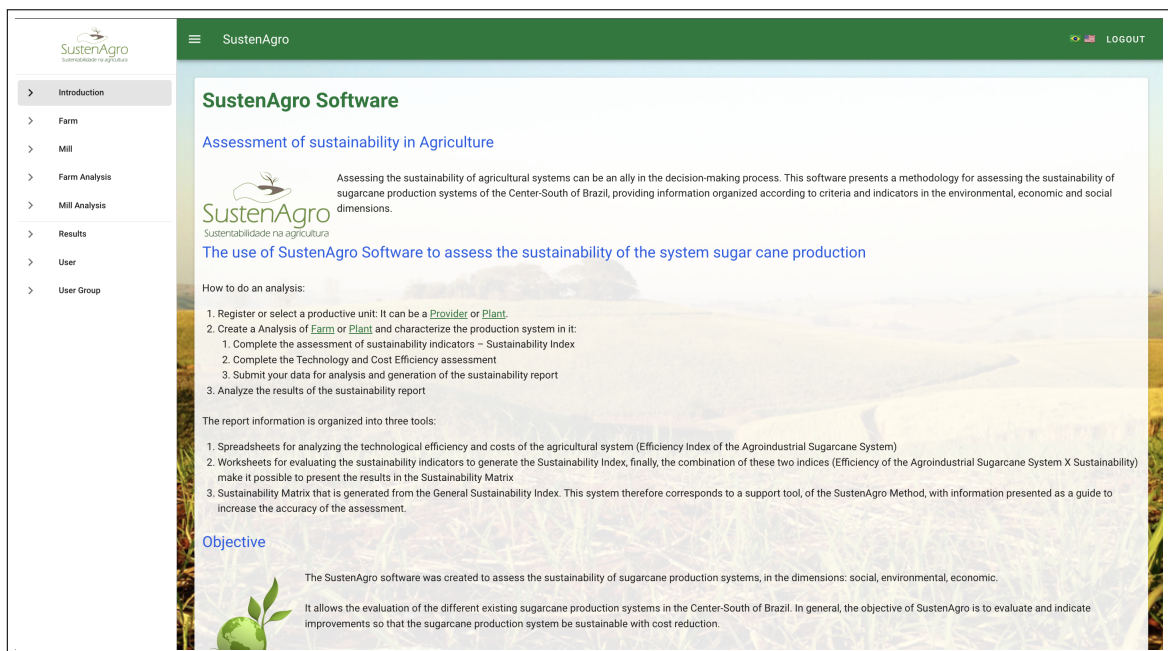 SustenAgro
Sustentabilidade na agricultura
Introduction
Farm
Mill
Farm Analysis
Mill Analysis
Results
User
User Group
SustenAgro
LOGOUT
SustenAgro Software
Assessment of sustainability in Agriculture
SustenAgro
Sustentabilidade na agricultura
Assessing the sustainability of agricultural systems can be an ally in the decision-making process. This software presents a methodology for assessing the sustainability of
sugarcane production systems of the Center-South of Brazil, providing information organized according to criteria and indicators in the environmental, economic and social
dimensions.
The use of SustenAgro Software to assess the sustainability of the system sugar cane production
How to do an analysis:
1. Register or select a productive unit: It can be a Provider or Plant.
2. Create a Analysis of Farm or Plant and characterize the production system in it:
1. Complete the assessment of sustainability indicators – Sustainability Index
2. Complete the Technology and Cost Efficiency assessment
3. Submit your data for analysis and generation of the sustainability report
3. Analyze the results of the sustainability report
The report information is organized into three tools:
1. Spreadsheets for analyzing the technological efficiency and costs of the agricultural system (Efficiency Index of the Agroindustrial Sugarcane System)
2. Worksheets for evaluating the sustainability indicators to generate the Sustainability Index, finally, the combination of these two indices (Efficiency of the Agroindustrial Sugarcane System X Sustainability)
make it possible to present the results in the Sustainability Matrix
3. Sustainability Matrix that is generated from the General Sustainability Index. This system therefore corresponds to a support tool, of the SustenAgro Method, with information presented as a guide to
increase the accuracy of the assessment.
Objective
The SustenAgro software was created to assess the sustainability of sugarcane production systems, in the dimensions: social, environmental, economic.
It allows the evaluation of the different existing sugarcane production systems in the Center-South of Brazil. In general, the objective of SustenAgro is to evaluate and indicate
improvements so that the sugarcane production system be sustainable with cost reduction.